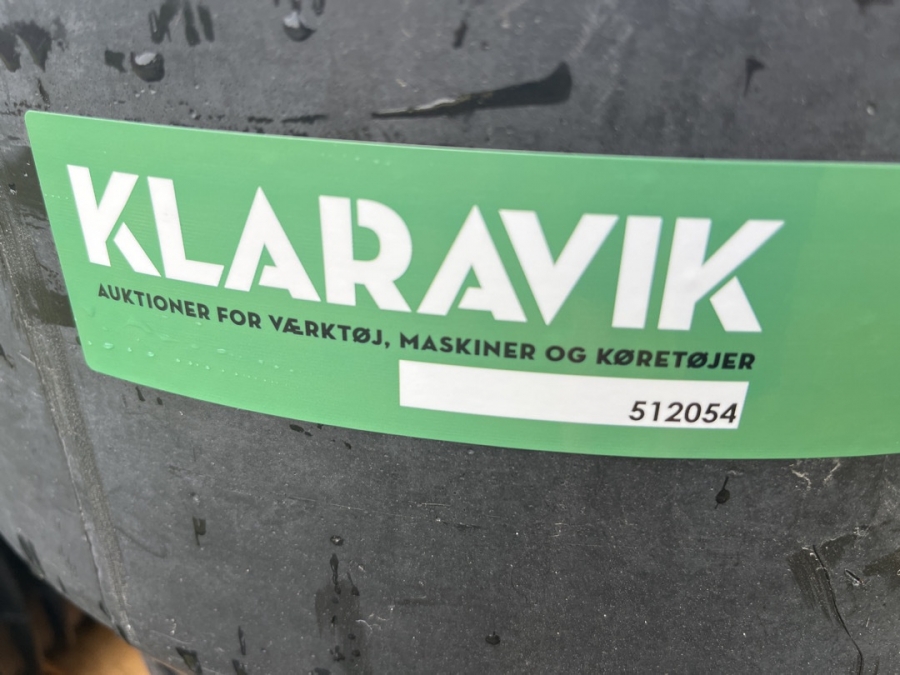 KLARAVIK
AUKTIONER FOR VÆRKTØJ, MASKINER OG KØRETØJER
512054